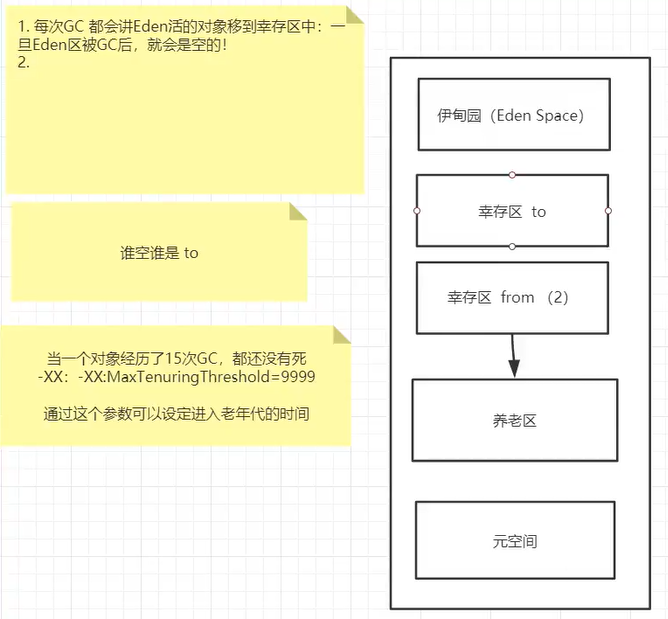 1. 每次GC 都会讲Eden活的对象移到幸存区中：一
旦Eden区被GC后，就会是空的！
2.
谁空谁是 to
当一个对象经历了15次GC，都还没有死
-XX：-XX:MaxTenuringThreshold=9999
通过这个参数可以设定进入老年代的时间
伊甸园（Eden Space）
幸存区 to
幸存区 from （2）
养老区
元空间